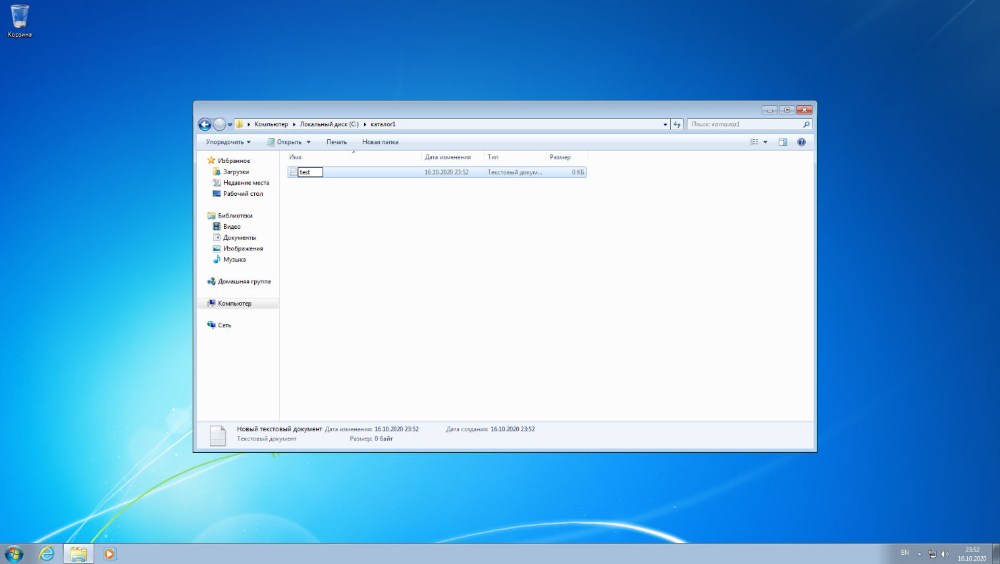 Корзина
Компьютер Локальный диск (C:) каталог1
Поиск: каталог1
Упорядочить Открыть Печать Новая папка
Имя Дата изменения Тип Размер
test 16.10.2020 23:52 Текстовый докум... 0 КБ
Избранное
Загрузки
Недавние места
Рабочий стол
Библиотеки
Видео
Документы
Изображения
Музыка
Домашняя группа
Компьютер
Сеть
Новый текстовый документ Дата изменения: 16.10.2020 23:52 Дата создания: 16.10.2020 23:52
Текстовый документ Размер: 0 байт
EN
23:52
16.10.2020